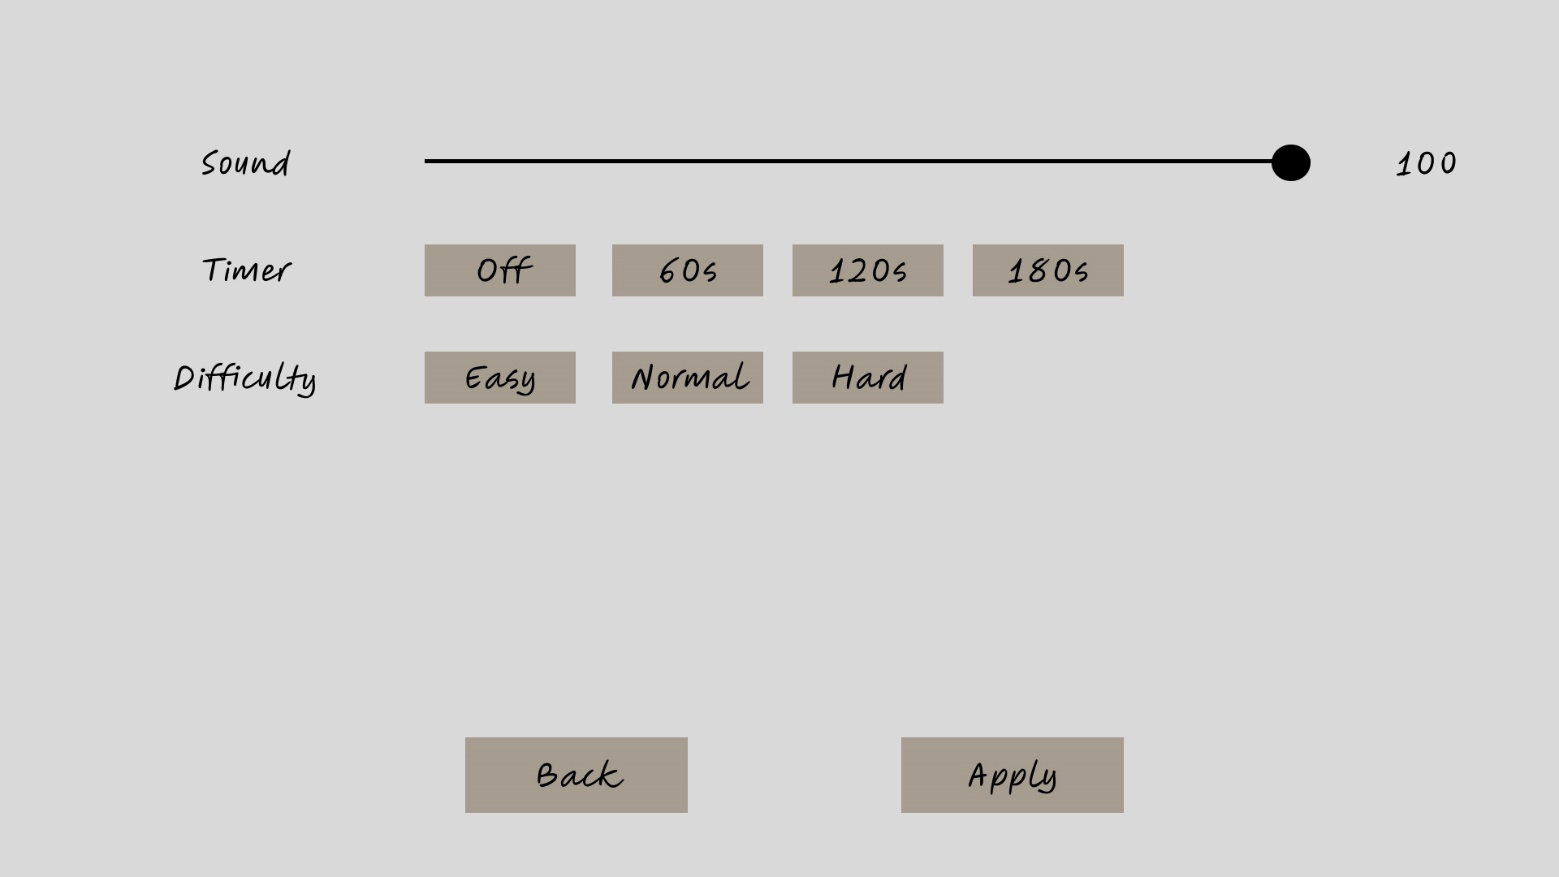 Sound 100
Timer Off 60s 120s 180s
Difficulty Easy Normal Hard
Back Apply